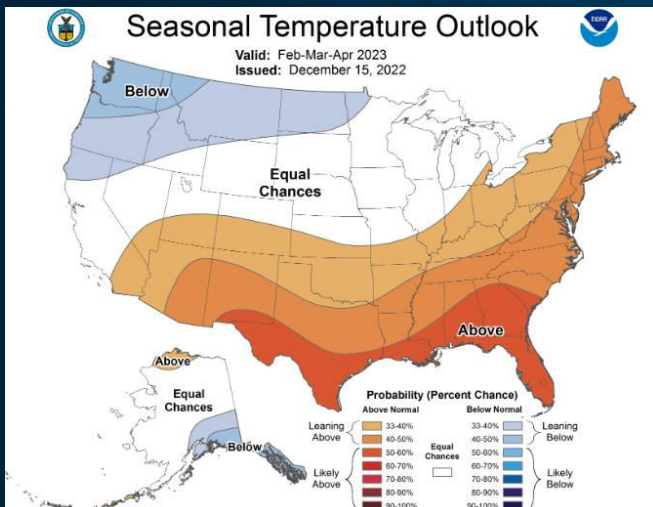 Seasonal Temperature Outlook
NOAA
Valid: Feb-Mar-Apr 2023
Issued: December 15, 2022
Below
Equal
Chances
Above
Above
Equal
Chances
Below
Probability (Percent Chance)
Above Normal
Below Normal
Leaning
Above
33-40%
40-50%
Likely
Above
50-60%
60-70%
70-80%
80-90%
90-100%
Equal
Chances
33-40%
40-50%
Leaning
Below
50-60%
60-70%
70-80%
80-90%
90-100%
Likely
Below